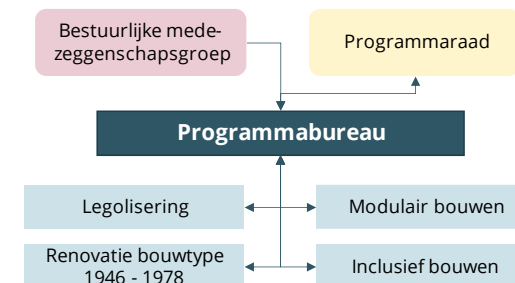 Bestuurlijke mede-
zeggenschapsgroep
Programmaraad
Programmabureau
Legolisering
Modulair bouwen
Renovatie bouwtype
1946 - 1978
Inclusief bouwen